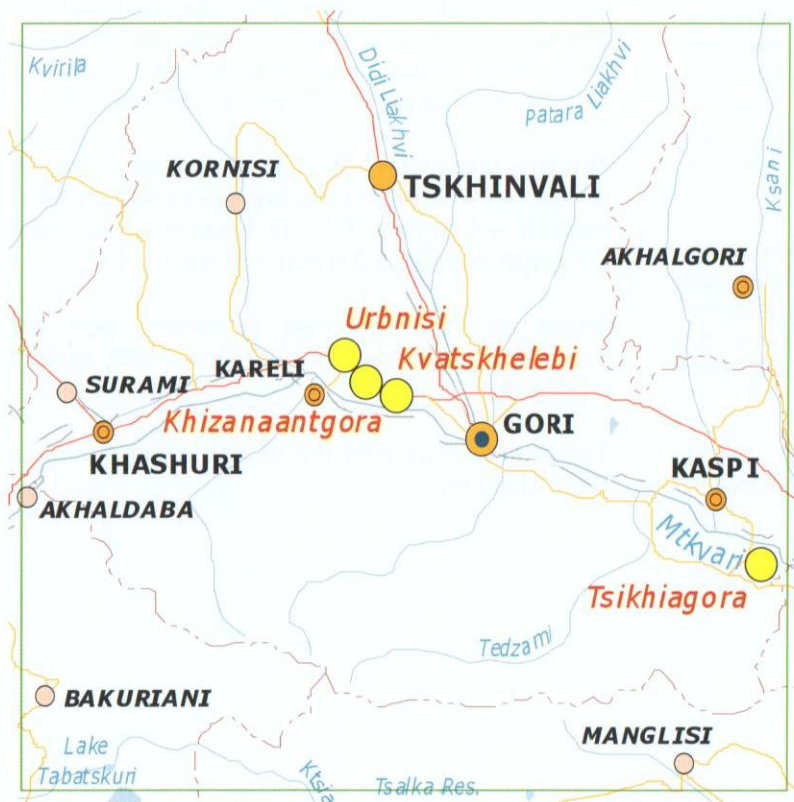 Kvirila
Didi Liakhvi
Patara Liakhvi
Ksani
KORNISI
TSKHINVALI
AKHALGORI
Urbnisi
Kvatskhelebi
KARELI
SURAMI
Khizanaantgora
GORI
KHASHURI
KASPI
AKHALDABA
Mtkvari
Tsikhiagora
Tedzami
BAKURIANI
MANGLISI
Lake
Tabatskuri
Ktsia
Tsalka Res.